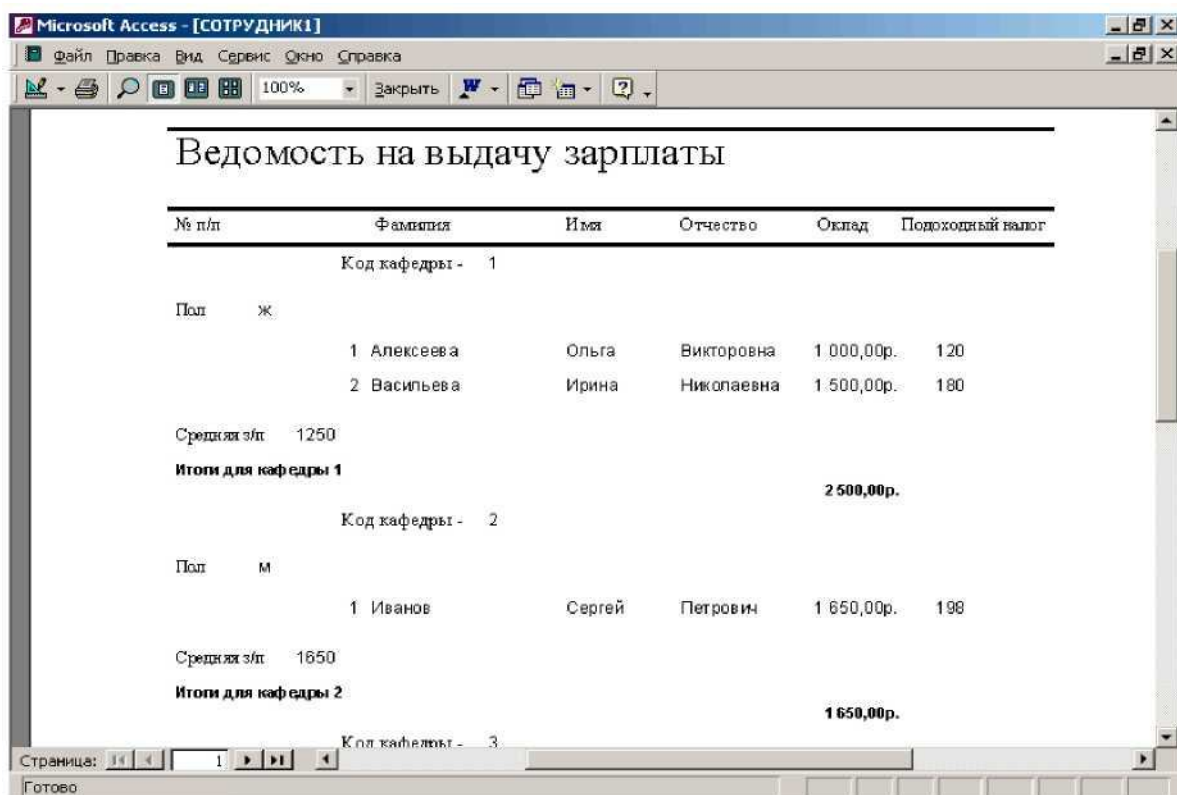 Microsoft Access - [СОТРУДНИК1]
Файл Правка Вид Сервис Окно Справка
100% Закрыть
Ведомость на выдачу зарплаты
№ п/п Фамилия Имя Отчество Оклад Подоходный налог
Код кафедры - 1
Пол ж
1 Алексеева Ольга Викторовна 1 000,00р. 120
2 Васильева Ирина Николаевна 1 500,00р. 180
Средняя з/п 1250
Итоги для кафедры 1
2 500,00р.
Код кафедры - 2
Пол м
1 Иванов Сергей Петрович 1 650,00р. 198
Средняя з/п 1650
Итоги для кафедры 2
1 650,00р.
Код кафедры - 3
Страница: 1
Готово